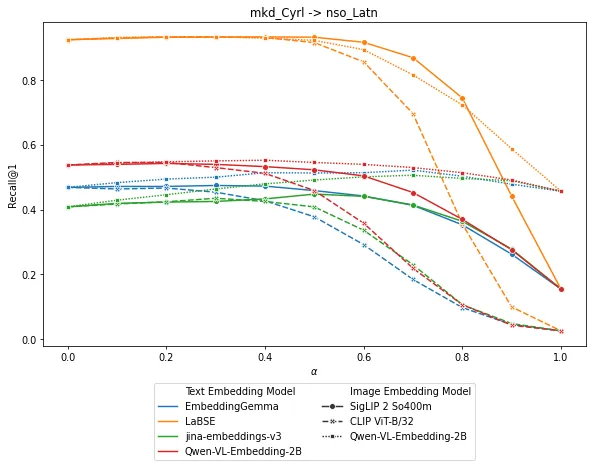 mkd_Cyrl -> nso_Latn
Recall@1
0.8
0.6
0.4
0.2
0.0
0.0 0.2 0.4 0.6 0.8 1.0
α
Text Embedding Model Image Embedding Model
EmbeddingGemma SigLIP 2 So400m
LaBSE CLIP ViT-B/32
jina-embeddings-v3 Qwen-VL-Embedding-2B
Qwen-VL-Embedding-2B